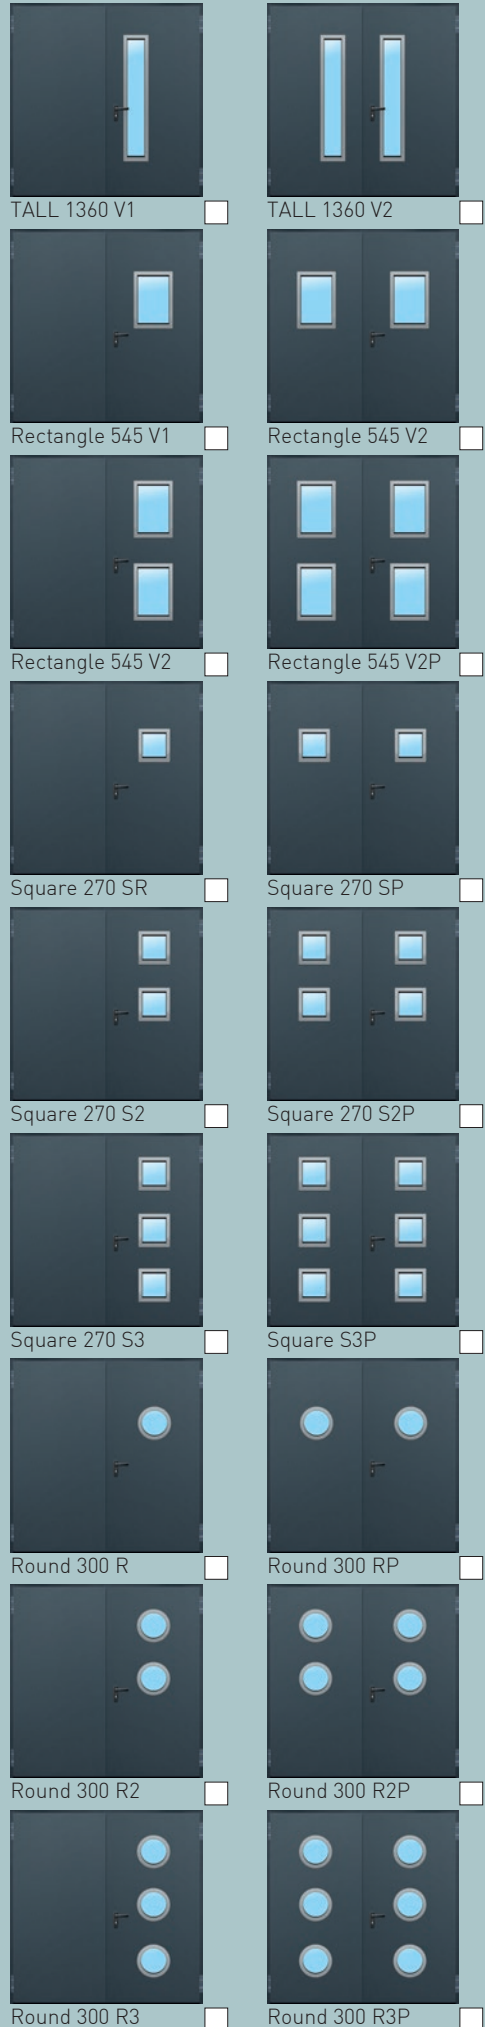 TALL 1360 V1
TALL 1360 V2
Rectangle 545 V1
Rectangle 545 V2
Rectangle 545 V2
Rectangle 545 V2P
Square 270 SR
Square 270 SP
Square 270 S2
Square 270 S2P
Square 270 S3
Square S3P
Round 300 R
Round 300 RP
Round 300 R2
Round 300 R2P
Round 300 R3
Round 300 R3P